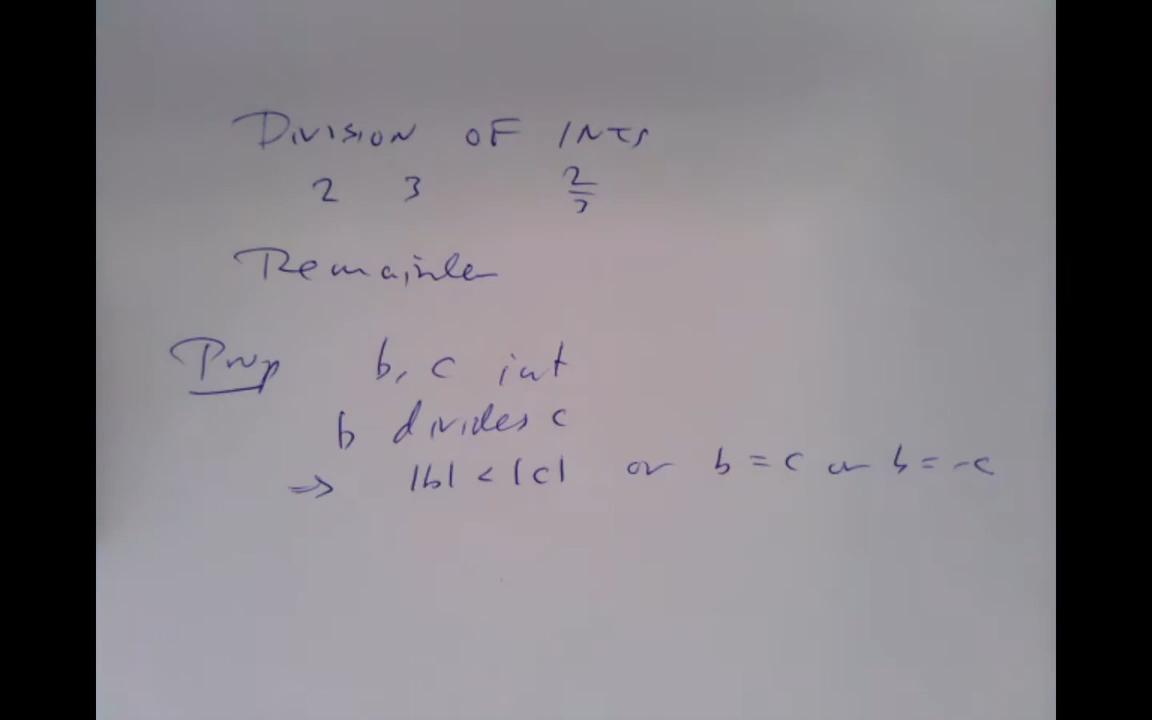 DIVISION OF INTS
2 3 2/3
Remainder
Prop b, c int
b divides c
⇒ |b| < |c| or b = c or b = -c